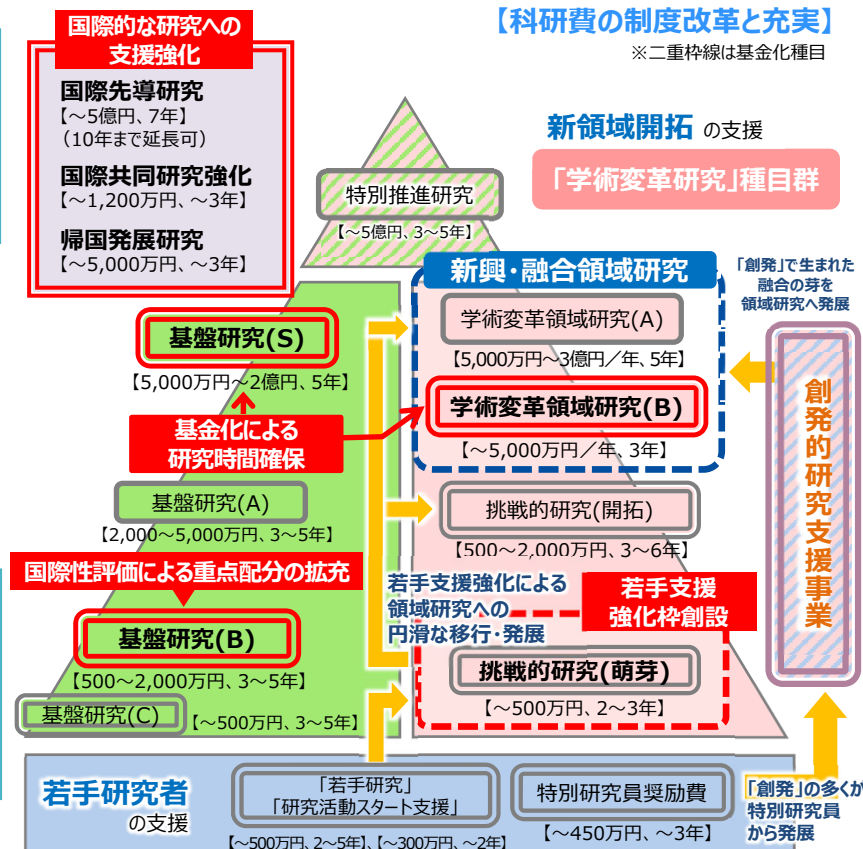 【科研費の制度改革と充実】
※二重枠線は基金化種目
国際的な研究への
支援強化
国際先導研究
【～5億円、7年】
（10年まで延長可）
国際共同研究強化
【～1,200万円、～3年】
帰国発展研究
【～5,000万円、～3年】
新領域開拓 の支援
「学術変革研究」種目群
特別推進研究
【～5億円、3～5年】
新興・融合領域研究
「創発」で生まれた
融合の芽を
領域研究へ発展
学術変革領域研究(A)
【5,000万円～3億円／年、5年】
基盤研究(S)
【5,000万円～2億円、5年】
学術変革領域研究(B)
【～5,000万円／年、3年】
基金化による
研究時間確保
創発的研究支援事業
基盤研究(A)
【2,000～5,000万円、3～5年】
挑戦的研究(開拓)
【500～2,000万円、3～6年】
国際性評価による重点配分の拡充
若手支援強化による
領域研究への
円滑な移行・発展
若手支援
強化枠創設
基盤研究(B)
【500～2,000万円、3～5年】
挑戦的研究(萌芽)
【～500万円、2～3年】
基盤研究(C)
【～500万円、3～5年】
若手研究者
の支援
「若手研究」
「研究活動スタート支援」
【～500万円、2～5年】、【～300万円、～2年】
特別研究員奨励費
【～450万円、～3年】
「創発」の多くが
特別研究員
から発展